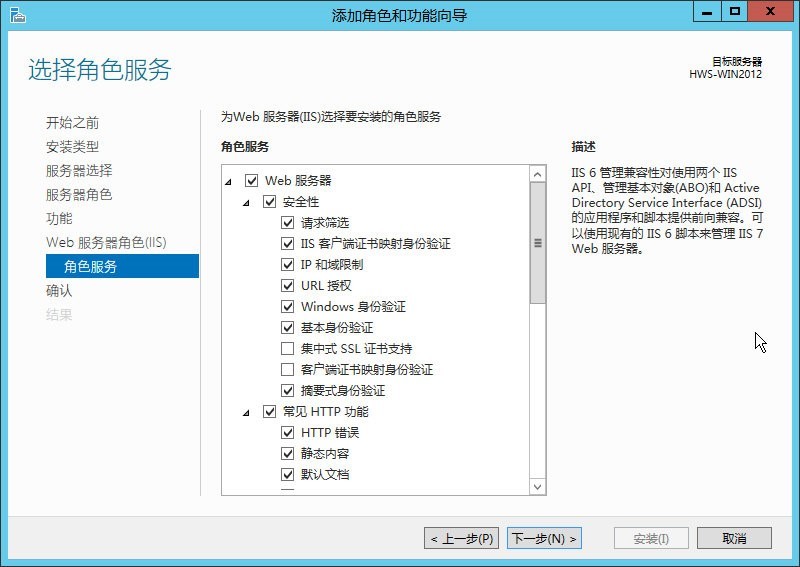 添加角色和功能向导
选择角色服务
目标服务器
HWS-WIN2012
开始之前
安装类型
服务器选择
服务器角色
功能
Web 服务器角色(IIS)
角色服务
确认
结果
为Web 服务器(IIS)选择要安装的角色服务
角色服务
Web 服务器
安全性
请求筛选
IIS 客户端证书映射身份验证
IP 和域限制
URL 授权
Windows 身份验证
基本身份验证
集中式 SSL 证书支持
客户端证书映射身份验证
摘要式身份验证
常见 HTTP 功能
HTTP 错误
静态内容
默认文档
描述
IIS 6 管理兼容性对使用两个 IIS
API、管理基本对象(ABO)和 Active
Directory Service Interface (ADSI)
的应用程序和脚本提供前向兼容。可
以使用现有的 IIS 6 脚本来管理 IIS 7
Web 服务器。
< 上一步(P)
下一步(N) >
安装(I)
取消